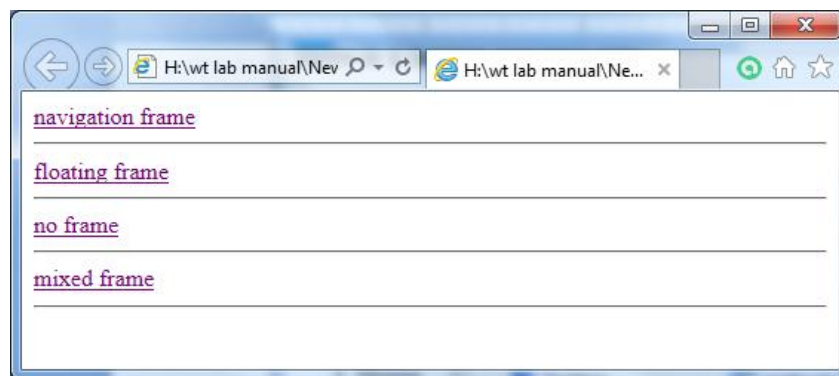 H:\wt lab manual\Nev
H:\wt lab manual\Ne...
navigation frame
floating frame
no frame
mixed frame